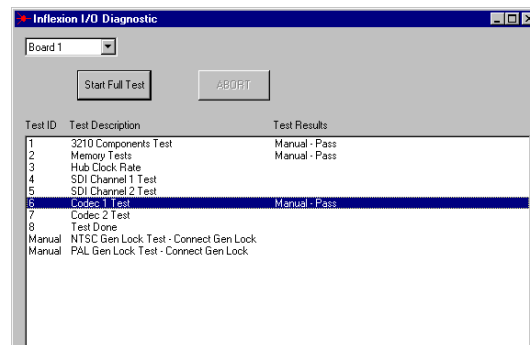 Inflexion I/O Diagnostic
Board 1
Start Full Test ABORT
Test ID Test Description Test Results
1 3210 Components Test Manual - Pass
2 Memory Tests Manual - Pass
3 Hub Clock Rate
4 SDI Channel 1 Test
5 SDI Channel 2 Test
6 Codec 1 Test Manual - Pass
7 Codec 2 Test
8 Test Done
Manual NTSC Gen Lock Test - Connect Gen Lock
Manual PAL Gen Lock Test - Connect Gen Lock